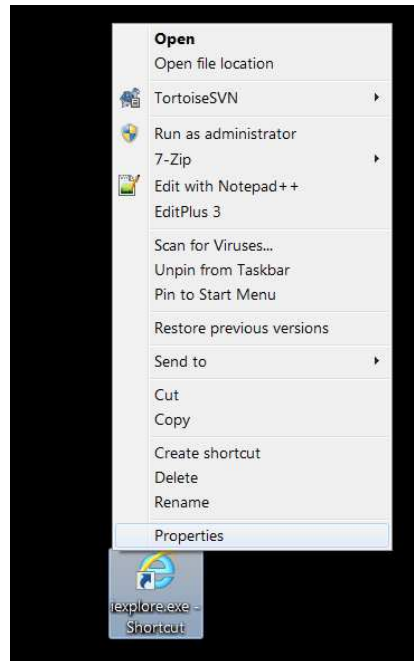 Open
Open file location
TortoiseSVN
Run as administrator
7-Zip
Edit with Notepad++
EditPlus 3
Scan for Viruses...
Unpin from Taskbar
Pin to Start Menu
Restore previous versions
Send to
Cut
Copy
Create shortcut
Delete
Rename
Properties
iexplore.exe -
Shortcut